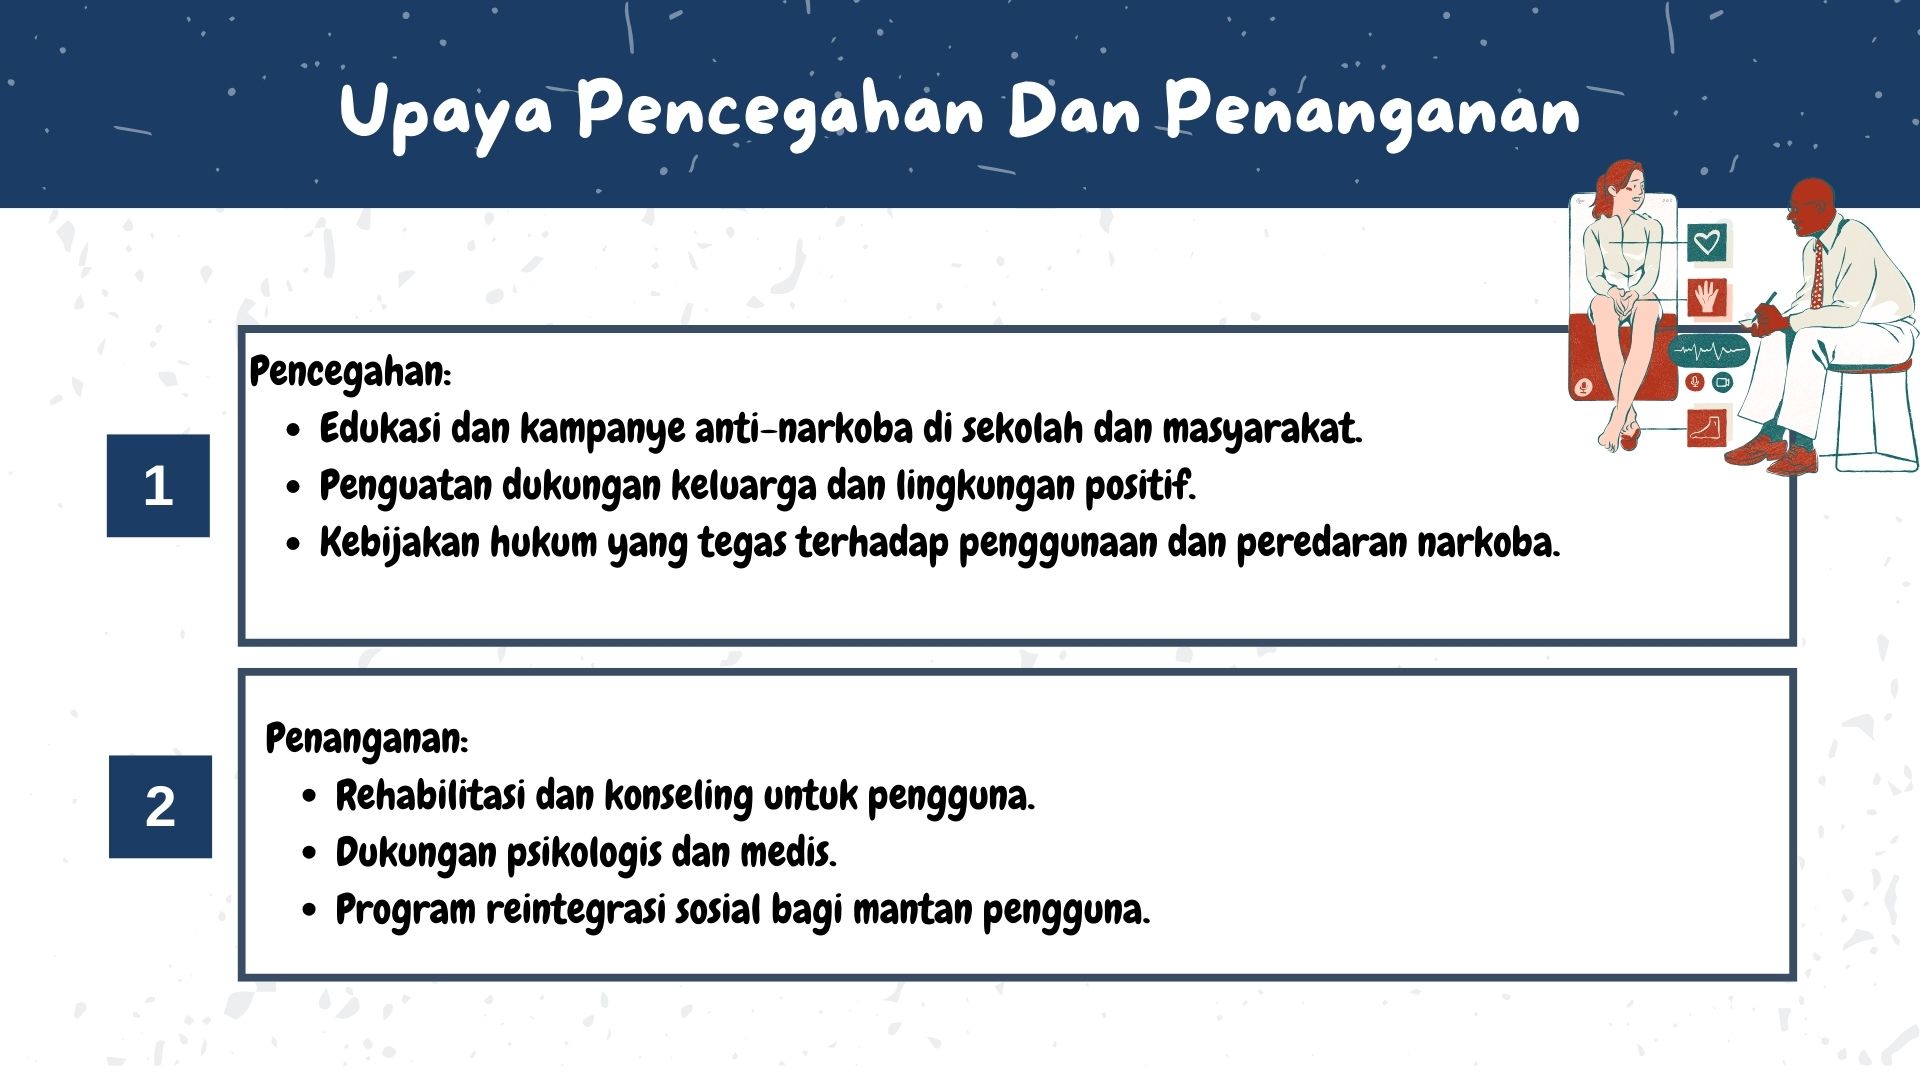 Upaya Pencegahan Dan Penanganan
1
Pencegahan:
• Edukasi dan kampanye anti-narkoba di sekolah dan masyarakat.
• Penguatan dukungan keluarga dan lingkungan positif.
• Kebijakan hukum yang tegas terhadap penggunaan dan peredaran narkoba.
2
Penanganan:
• Rehabilitasi dan konseling untuk pengguna.
• Dukungan psikologis dan medis.
• Program reintegrasi sosial bagi mantan pengguna.